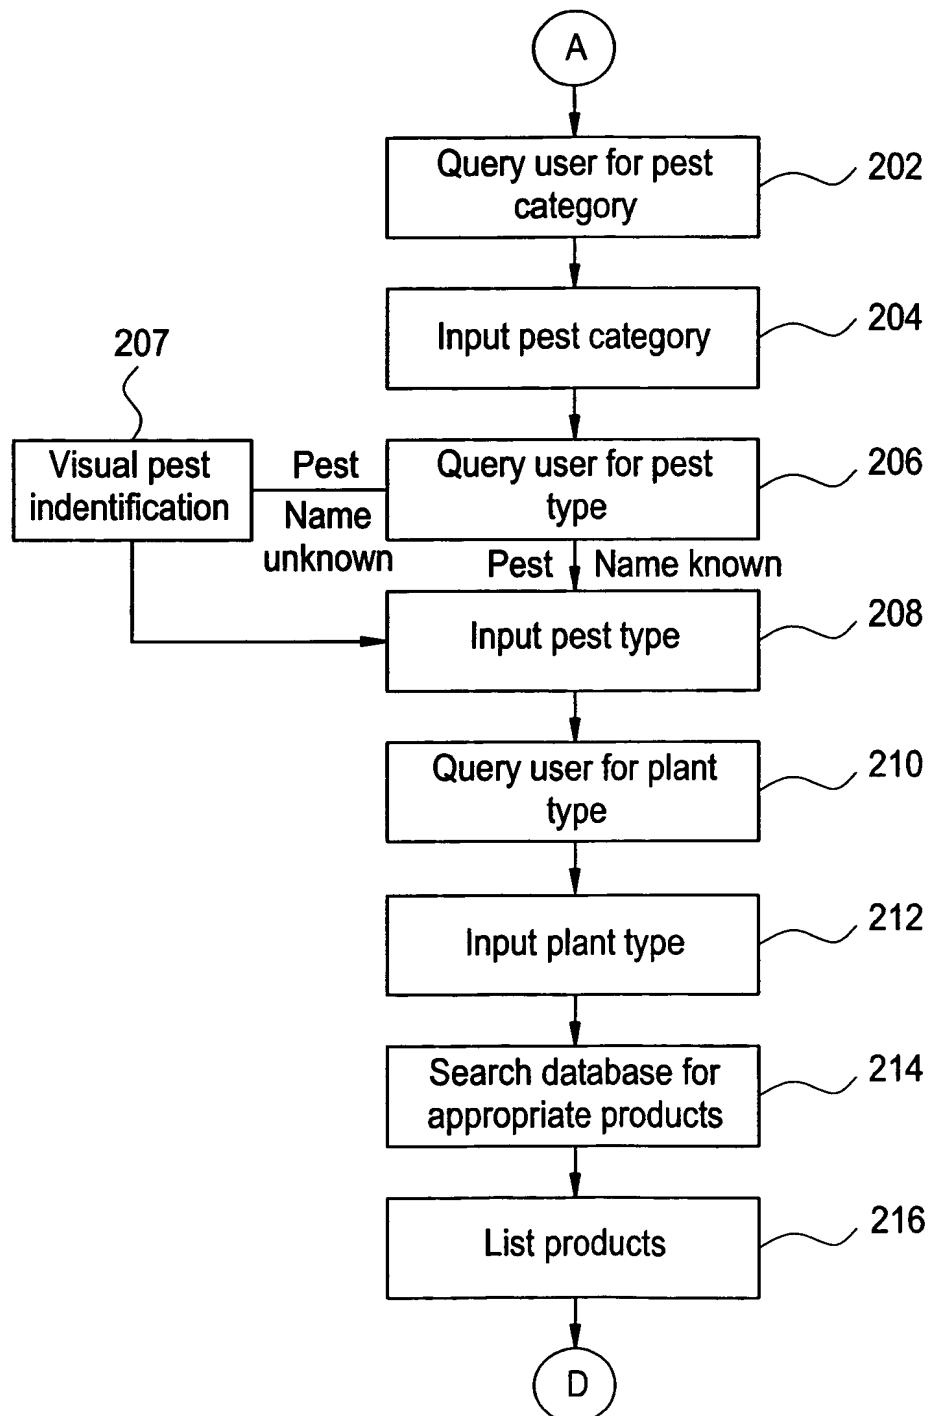 A
Query user for pest
category
202
Input pest category
204
207
Visual pest
indentification
Pest
Name
unknown
Query user for pest
type
206
Pest
Name known
Input pest type
208
Query user for plant
type
210
Input plant type
212
Search database for
appropriate products
214
List products
216
D